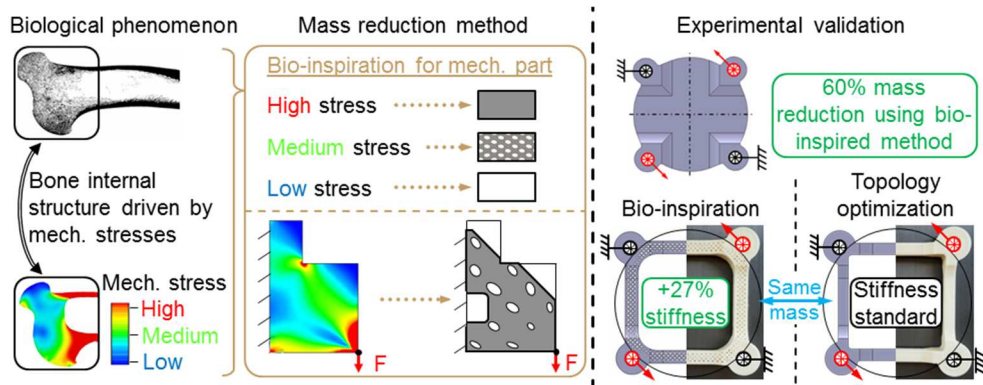 Biological phenomenon
Bone internal
structure driven by
mech. stresses
Mech. stress
High
Medium
Low
Mass reduction method
Bio-inspiration for mech. part
High stress
Medium stress
Low stress
F
F
Experimental validation
60% mass
reduction using bio-
inspired method
Bio-inspiration
+27%
stiffness
Same
mass
Topology
optimization
Stiffness
standard